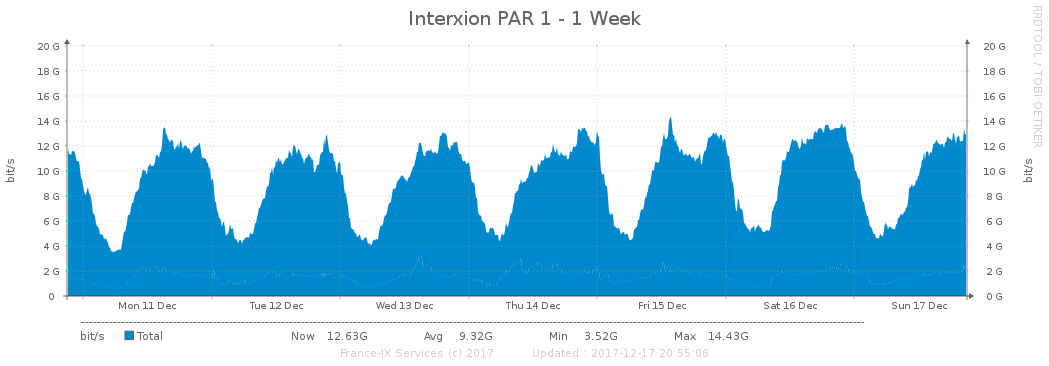 Interxion PAR 1 - 1 Week
RRDTOOL / TOBI OETIKER
20 G 20 G
18 G 18 G
16 G 16 G
14 G 14 G
12 G 12 G
10 G 10 G
8 G 8 G
6 G 6 G
4 G 4 G
2 G 2 G
0 0 G
bit/s
bit/s
Mon 11 Dec Tue 12 Dec Wed 13 Dec Thu 14 Dec Fri 15 Dec Sat 16 Dec Sun 17 Dec
bit/s Total Now 12.63G Avg 9.32G Min 3.52G Max 14.43G
France-IX Services (c) 2017 Updated : 2017-12-17 20:55:06